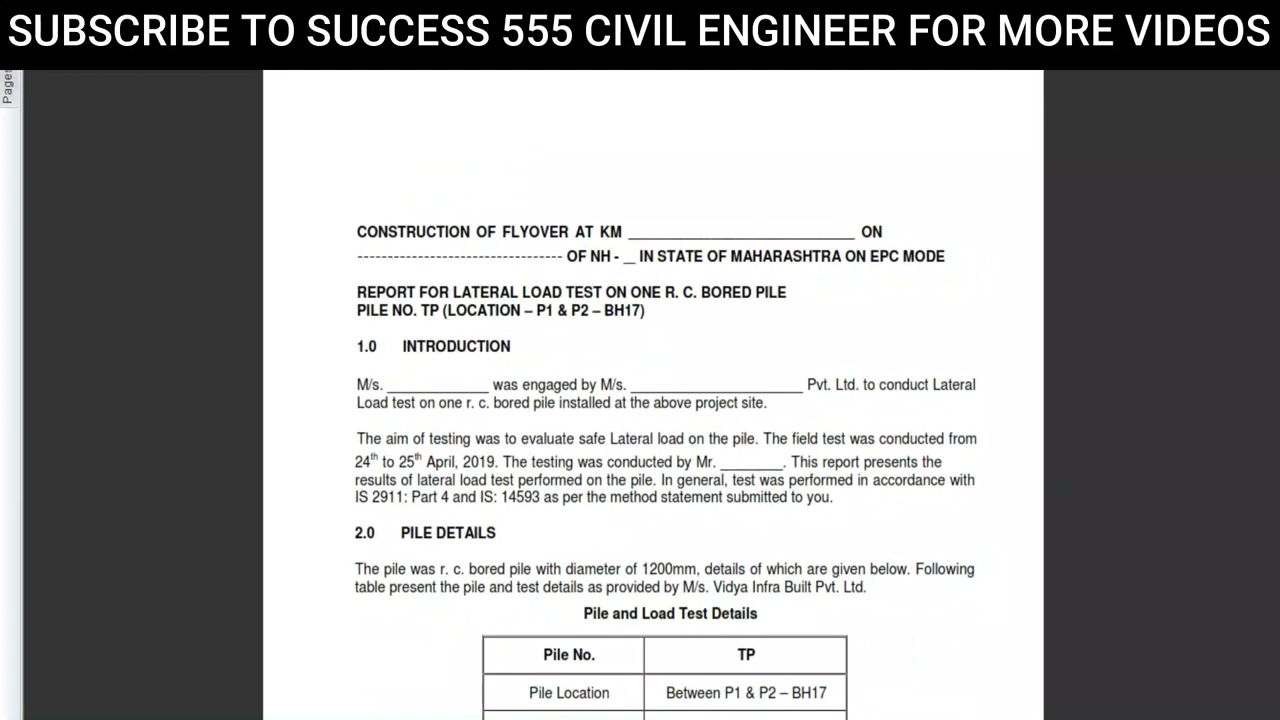 SUBSCRIBE TO SUCCESS 555 CIVIL ENGINEER FOR MORE VIDEOS
Pages
CONSTRUCTION OF FLYOVER AT KM ____________________________ ON
---------------------------------- OF NH - _ IN STATE OF MAHARASHTRA ON EPC MODE
REPORT FOR LATERAL LOAD TEST ON ONE R. C. BORED PILE
PILE NO. TP (LOCATION – P1 & P2 – BH17)
1.0 INTRODUCTION
M/s. _____________ was engaged by M/s. ______________________ Pvt. Ltd. to conduct Lateral
Load test on one r. c. bored pile installed at the above project site.
The aim of testing was to evaluate safe Lateral load on the pile. The field test was conducted from
24th to 25th April, 2019. The testing was conducted by Mr. ________. This report presents the
results of lateral load test performed on the pile. In general, test was performed in accordance with
IS 2911: Part 4 and IS: 14593 as per the method statement submitted to you.
2.0 PILE DETAILS
The pile was r. c. bored pile with diameter of 1200mm, details of which are given below. Following
table present the pile and test details as provided by M/s. Vidya Infra Built Pvt. Ltd.
Pile and Load Test Details
Pile No. TP
Pile Location Between P1 & P2 – BH17